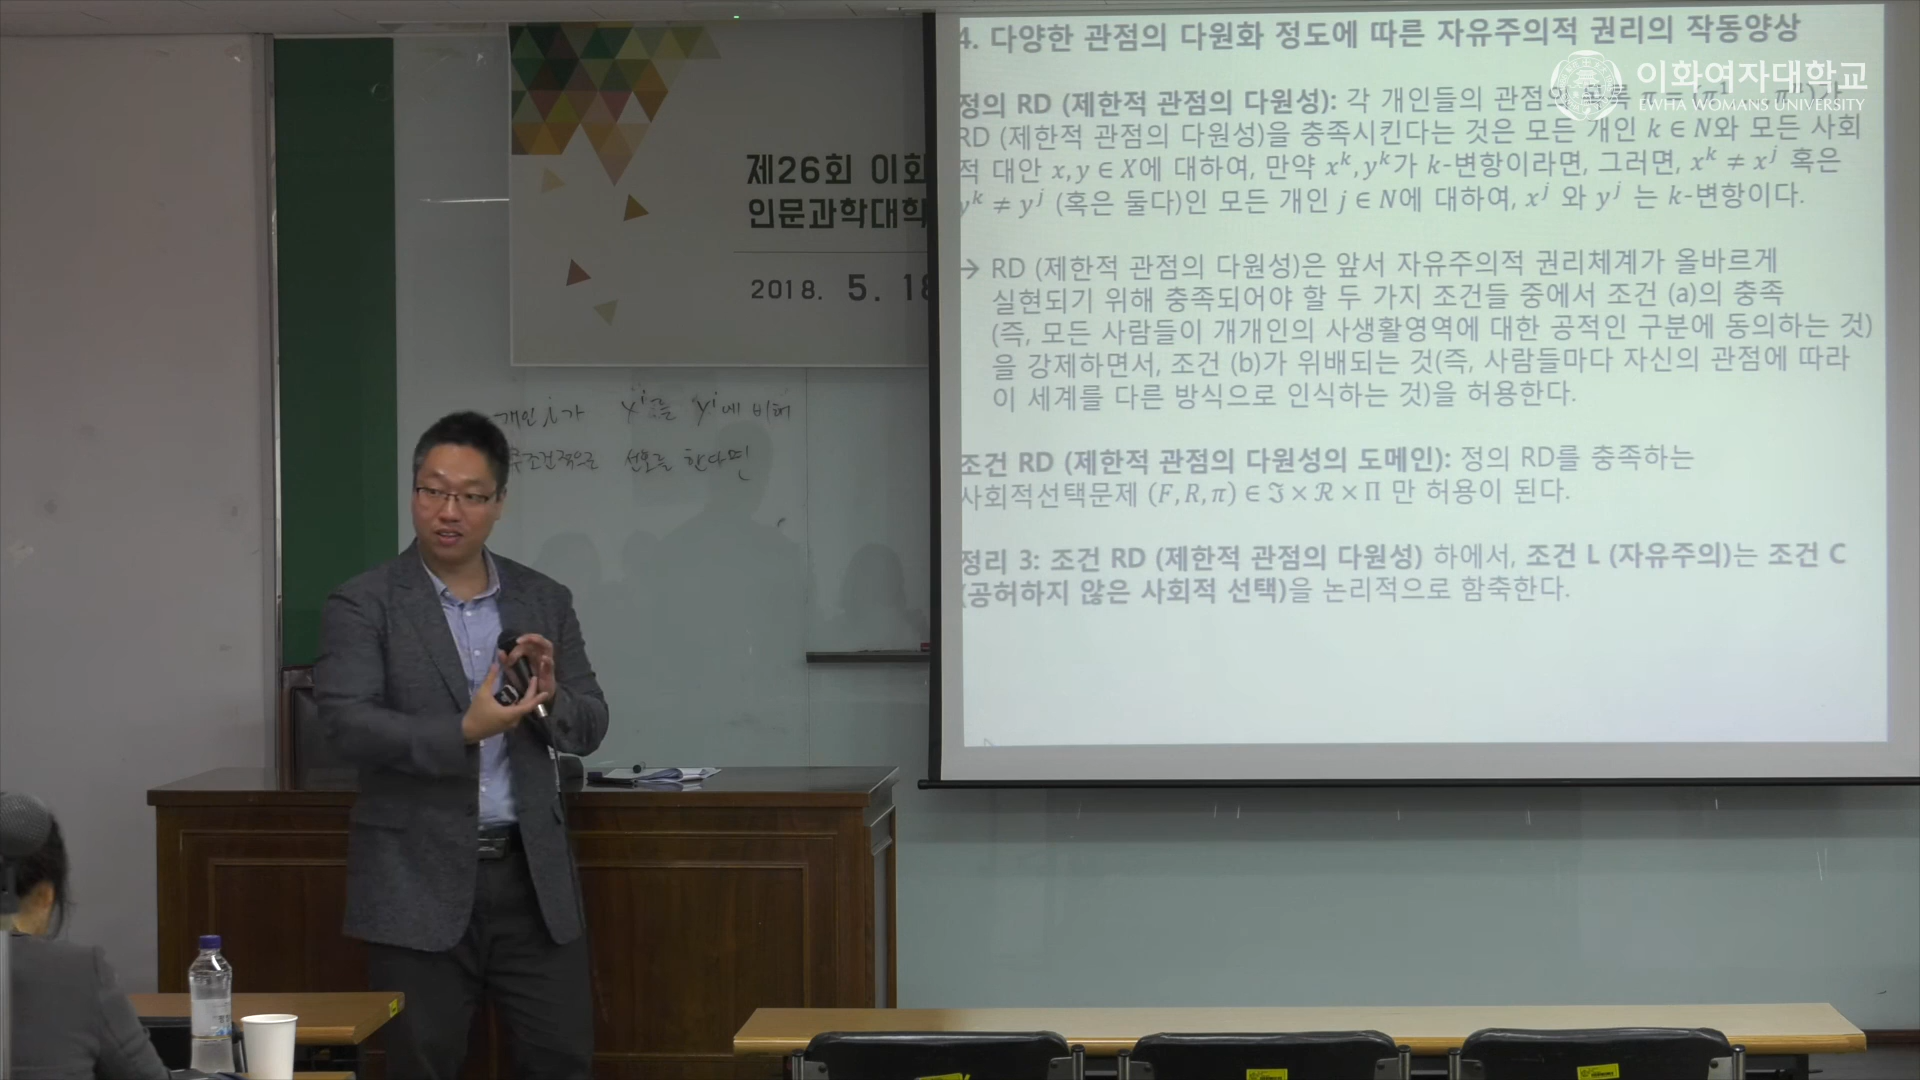 4. 다양한 관점의 다원화 정도에 따른 자유주의적 권리의 작동양상
이화여자대학교
EWHA WOMANS UNIVERSITY
정의 RD (제한적 관점의 다원성): 각 개인들의 관점의
RD (제한적 관점의 다원성)을 충족시킨다는 것은 모든 개인 k ∈ N와 모든 사회
적 대안 x, y ∈ X에 대하여, 만약 xᵏ, yᵏ가 k-변항이라면, 그러면, xᵏ ≠ xʲ 혹은
yᵏ ≠ yʲ (혹은 둘다)인 모든 개인 j ∈ N에 대하여, xʲ 와 yʲ 는 k-변항이다.
→ RD (제한적 관점의 다원성)은 앞서 자유주의적 권리체계가 올바르게
실현되기 위해 충족되어야 할 두 가지 조건들 중에서 조건 (a)의 충족
(즉, 모든 사람들이 개개인의 사생활영역에 대한 공적인 구분에 동의하는 것)
을 강제하면서, 조건 (b)가 위배되는 것(즉, 사람들마다 자신의 관점에 따라
이 세계를 다른 방식으로 인식하는 것)을 허용한다.
조건 RD (제한적 관점의 다원성의 도메인): 정의 RD를 충족하는
사회적선택문제 (F, R, π) ∈ ℑ × ℛ × Π 만 허용이 된다.
정리 3: 조건 RD (제한적 관점의 다원성) 하에서, 조건 L (자유주의)는 조건 C
(공허하지 않은 사회적 선택)을 논리적으로 함축한다.
제26회 이화
인문과학대학
2018. 5. 18
개인 i가 xⁱ를 yⁱ에 비해
무조건적으로 선호를 한다면